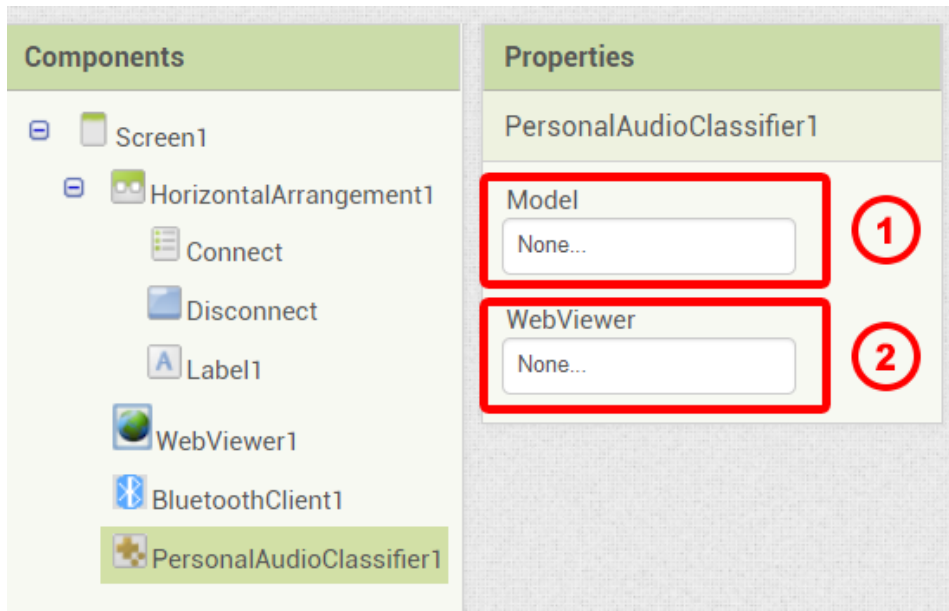 Components
Screen1
HorizontalArrangement1
Connect
Disconnect
A Label1
WebViewer1
BluetoothClient1
PersonalAudioClassifier1
Properties
PersonalAudioClassifier1
Model
None...
1
WebViewer
None...
2